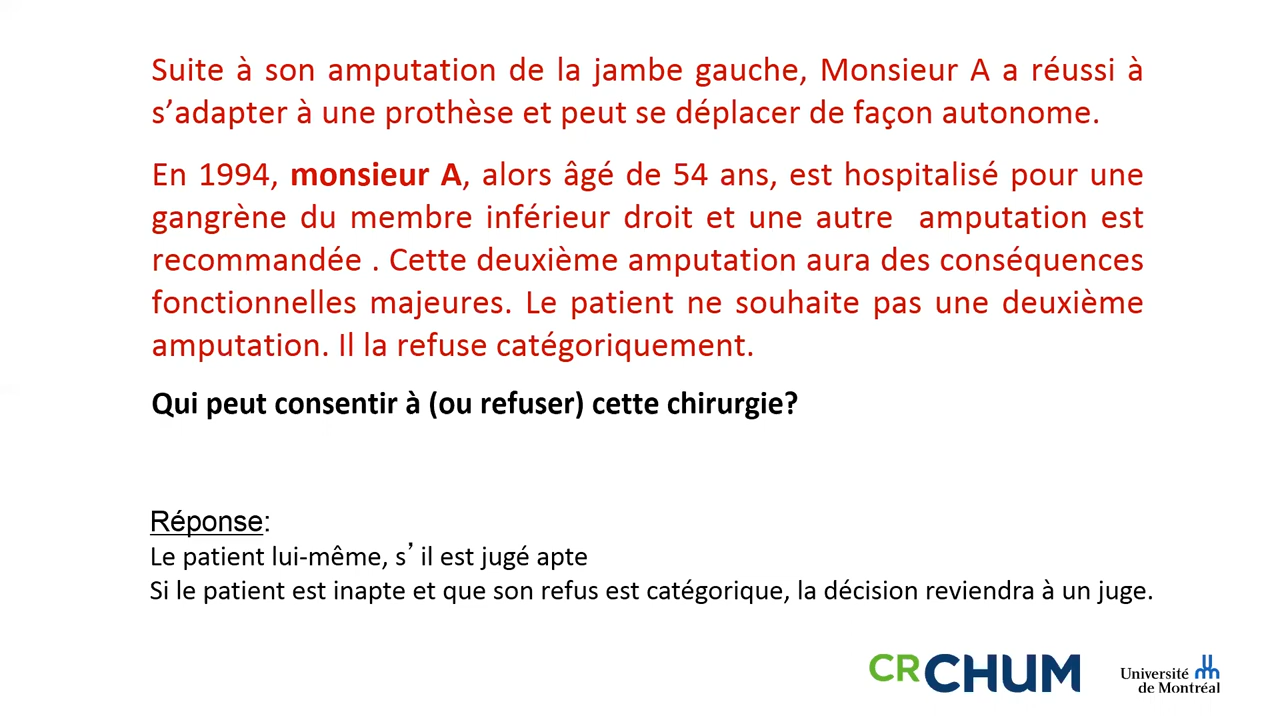 Suite à son amputation de la jambe gauche, Monsieur A a réussi à
s’adapter à une prothèse et peut se déplacer de façon autonome.
En 1994, monsieur A, alors âgé de 54 ans, est hospitalisé pour une
gangrène du membre inférieur droit et une autre amputation est
recommandée . Cette deuxième amputation aura des conséquences
fonctionnelles majeures. Le patient ne souhaite pas une deuxième
amputation. Il la refuse catégoriquement.
Qui peut consentir à (ou refuser) cette chirurgie?
Réponse:
Le patient lui-même, s’ il est jugé apte
Si le patient est inapte et que son refus est catégorique, la décision reviendra à un juge.
CRCHUM
Université
de Montréal